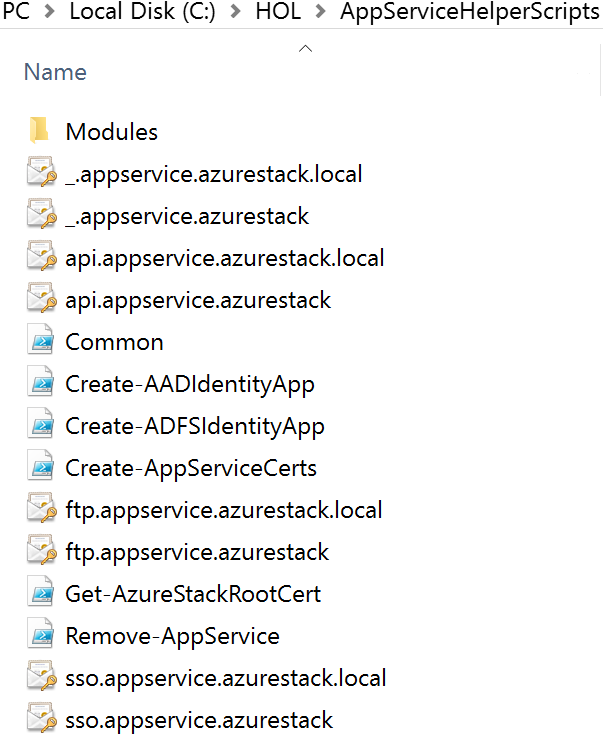 PC > Local Disk (C:) > HOL > AppServiceHelperScripts
Name
Modules
_.appservice.azurestack.local
_.appservice.azurestack
api.appservice.azurestack.local
api.appservice.azurestack
Common
Create-AADIdentityApp
Create-ADFSIdentityApp
Create-AppServiceCerts
ftp.appservice.azurestack.local
ftp.appservice.azurestack
Get-AzureStackRootCert
Remove-AppService
sso.appservice.azurestack.local
sso.appservice.azurestack